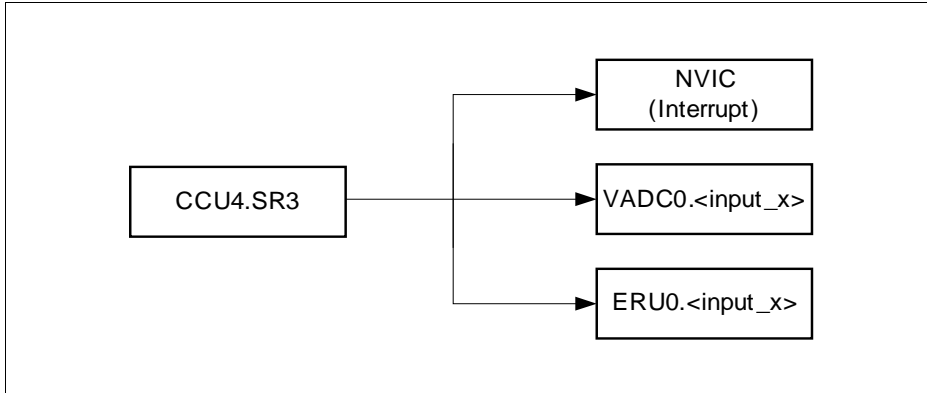 NVIC
(Interrupt)
CCU4.SR3
VADC0.<input_x>
ERU0.<input_x>